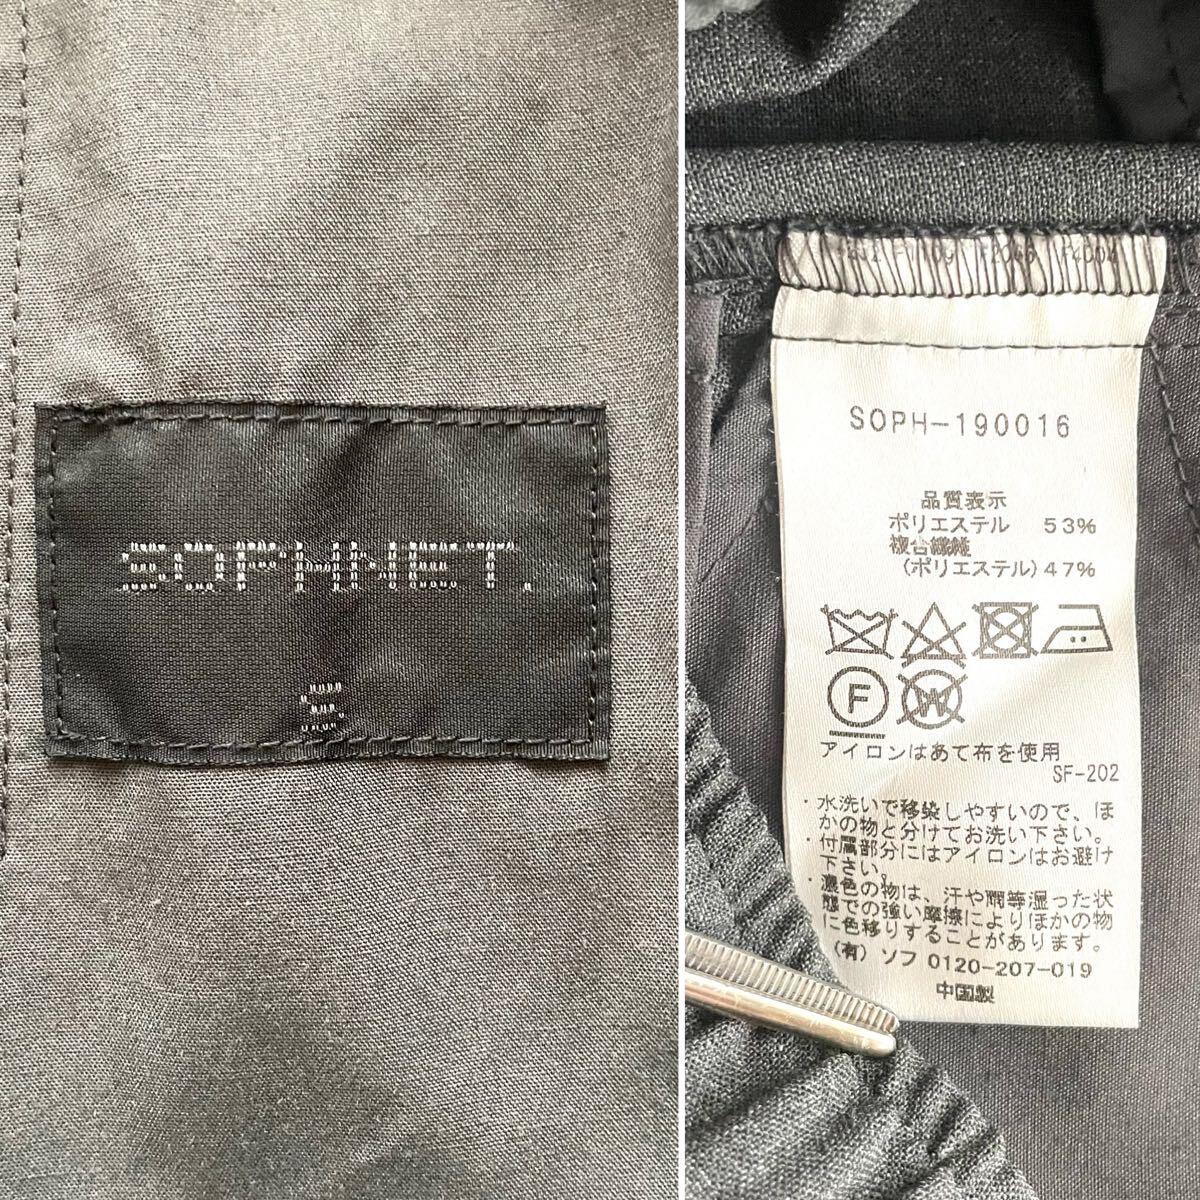 SOPHNET.
SOPH-190016
品質表示
ポリエステル 53%
複合繊維
(ポリエステル)47%
F
W
アイロンはあて布を使用
SF-202
・水洗いで移染しやすいので、ほ
かの物と分けてお洗い下さい。
・付属部分にはアイロンはお避け
下さい。
・濃色の物は、汗や雨等湿った状
態での強い摩擦によりほかの物
に色移りすることがあります。
(有)ソフ 0120-207-019
中国製